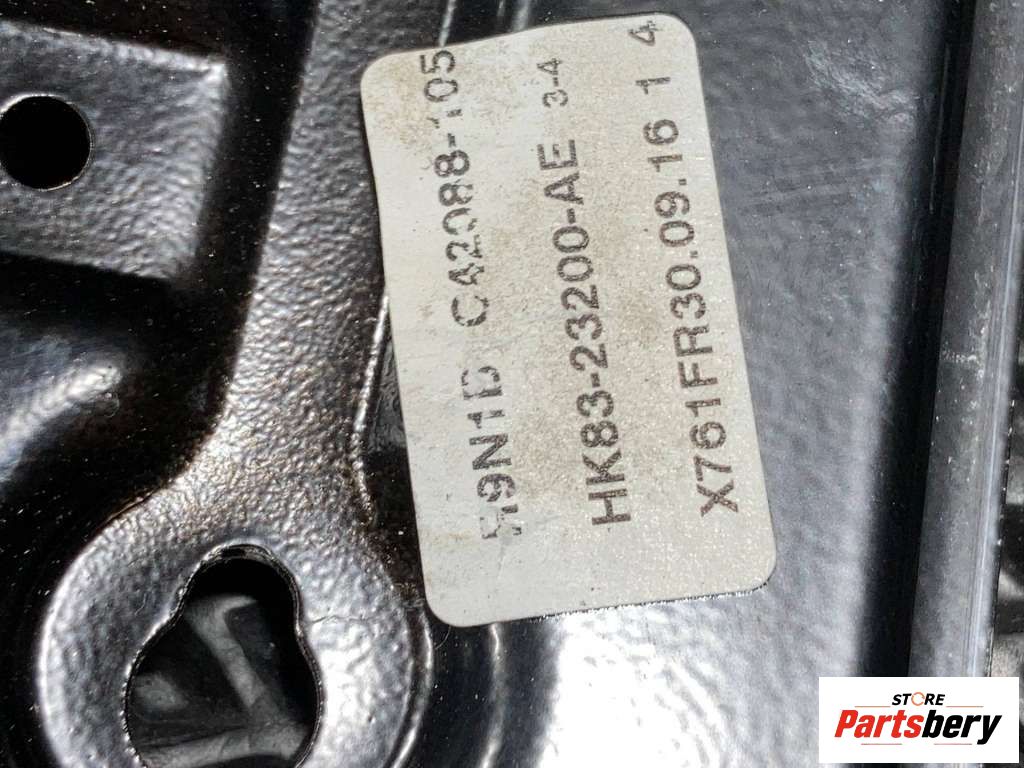 C42088-105
HK83-23200-AE 3-4
X761FR30.09.16 1 4
STORE
Partsbery